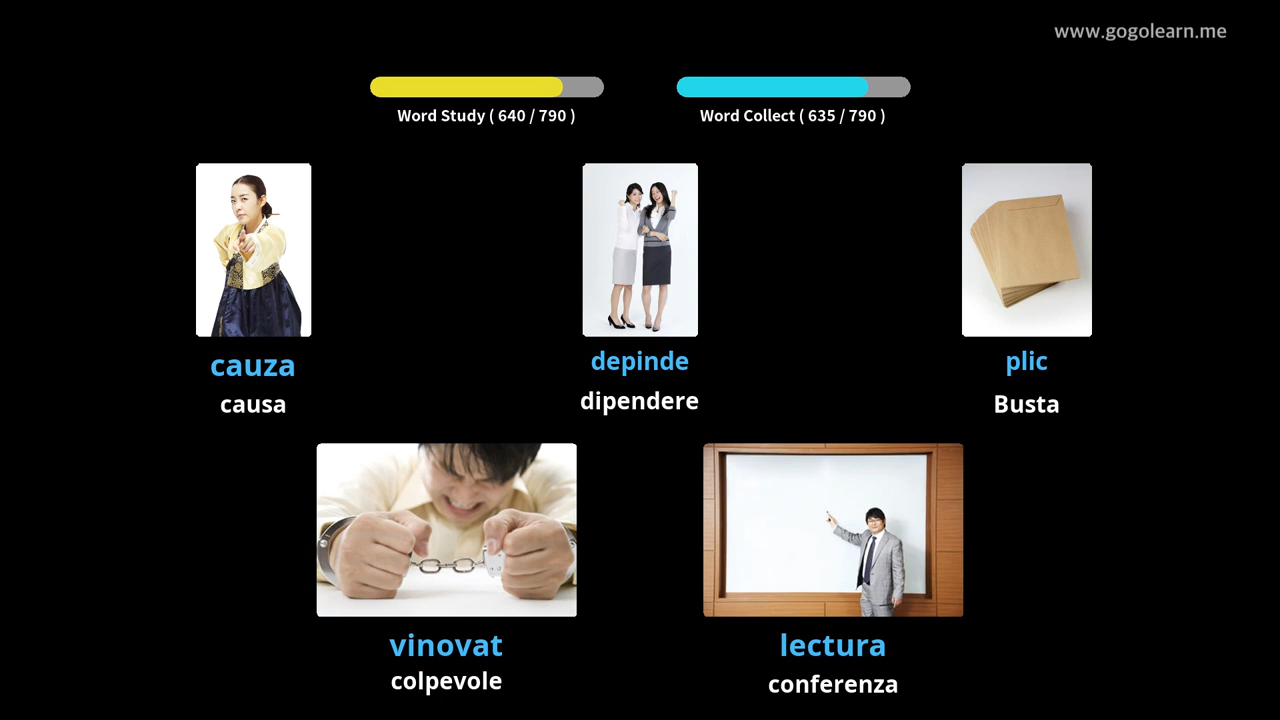 www.gogolearn.me
Word Study ( 640 / 790 )
Word Collect ( 635 / 790 )
cauza
causa
depinde
dipendere
plic
Busta
vinovat
colpevole
lectura
conferenza